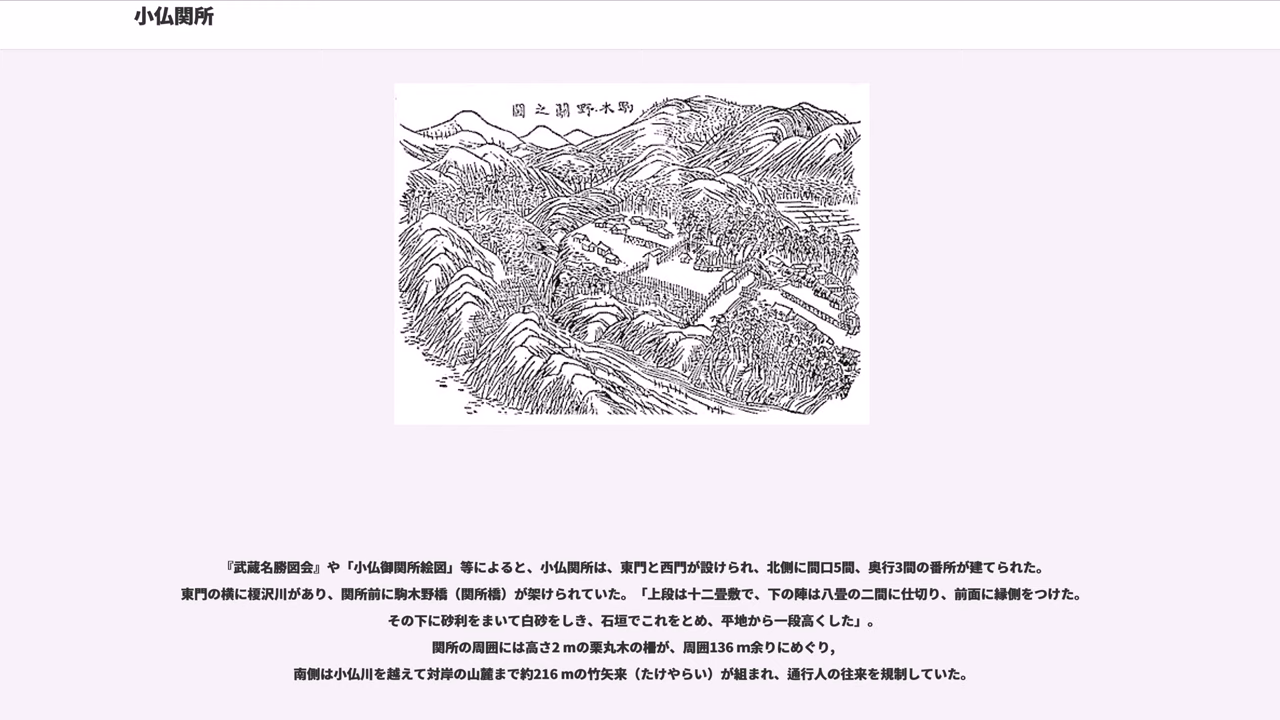 小仏関所
圖之關野木駒
『武蔵名勝図会』や「小仏御関所絵図」等によると、小仏関所は、東門と西門が設けられ、北側に間口5間、奥行3間の番所が建てられた。
東門の横に榎沢川があり、関所前に駒木野橋（関所橋）が架けられていた。「上段は十二畳敷で、下の陣は八畳の二間に仕切り、前面に縁側をつけた。
その下に砂利をまいて白砂をしき、石垣でこれをとめ、平地から一段高くした」。
関所の周囲には高さ2 mの栗丸木の柵が、周囲136 m余りにめぐり,
南側は小仏川を越えて対岸の山麓まで約216 mの竹矢来（たけやらい）が組まれ、通行人の往来を規制していた。